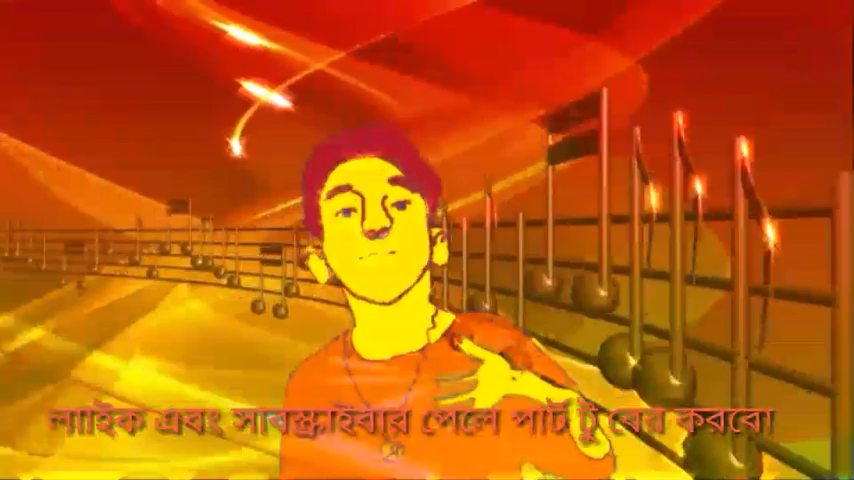 লাইক এবং সাবস্ক্রাইবার পেলে পার্ট টু বের করবো